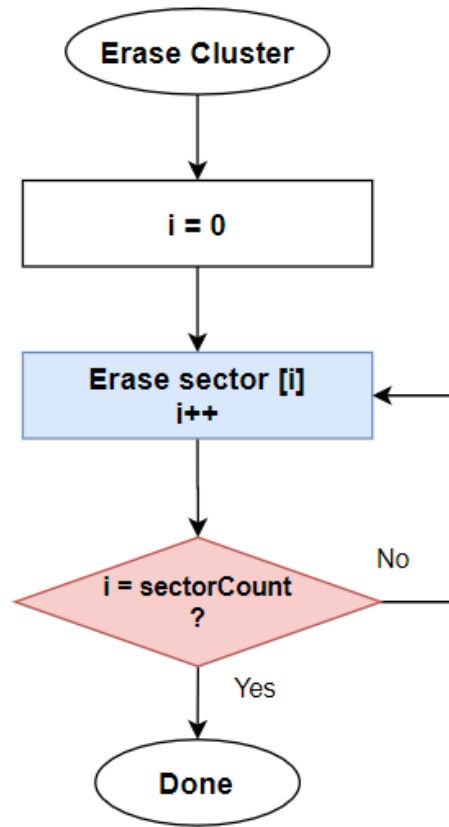 Erase Cluster
i = 0
Erase sector [i]
i++
i = sectorCount
?
No
Yes
Done